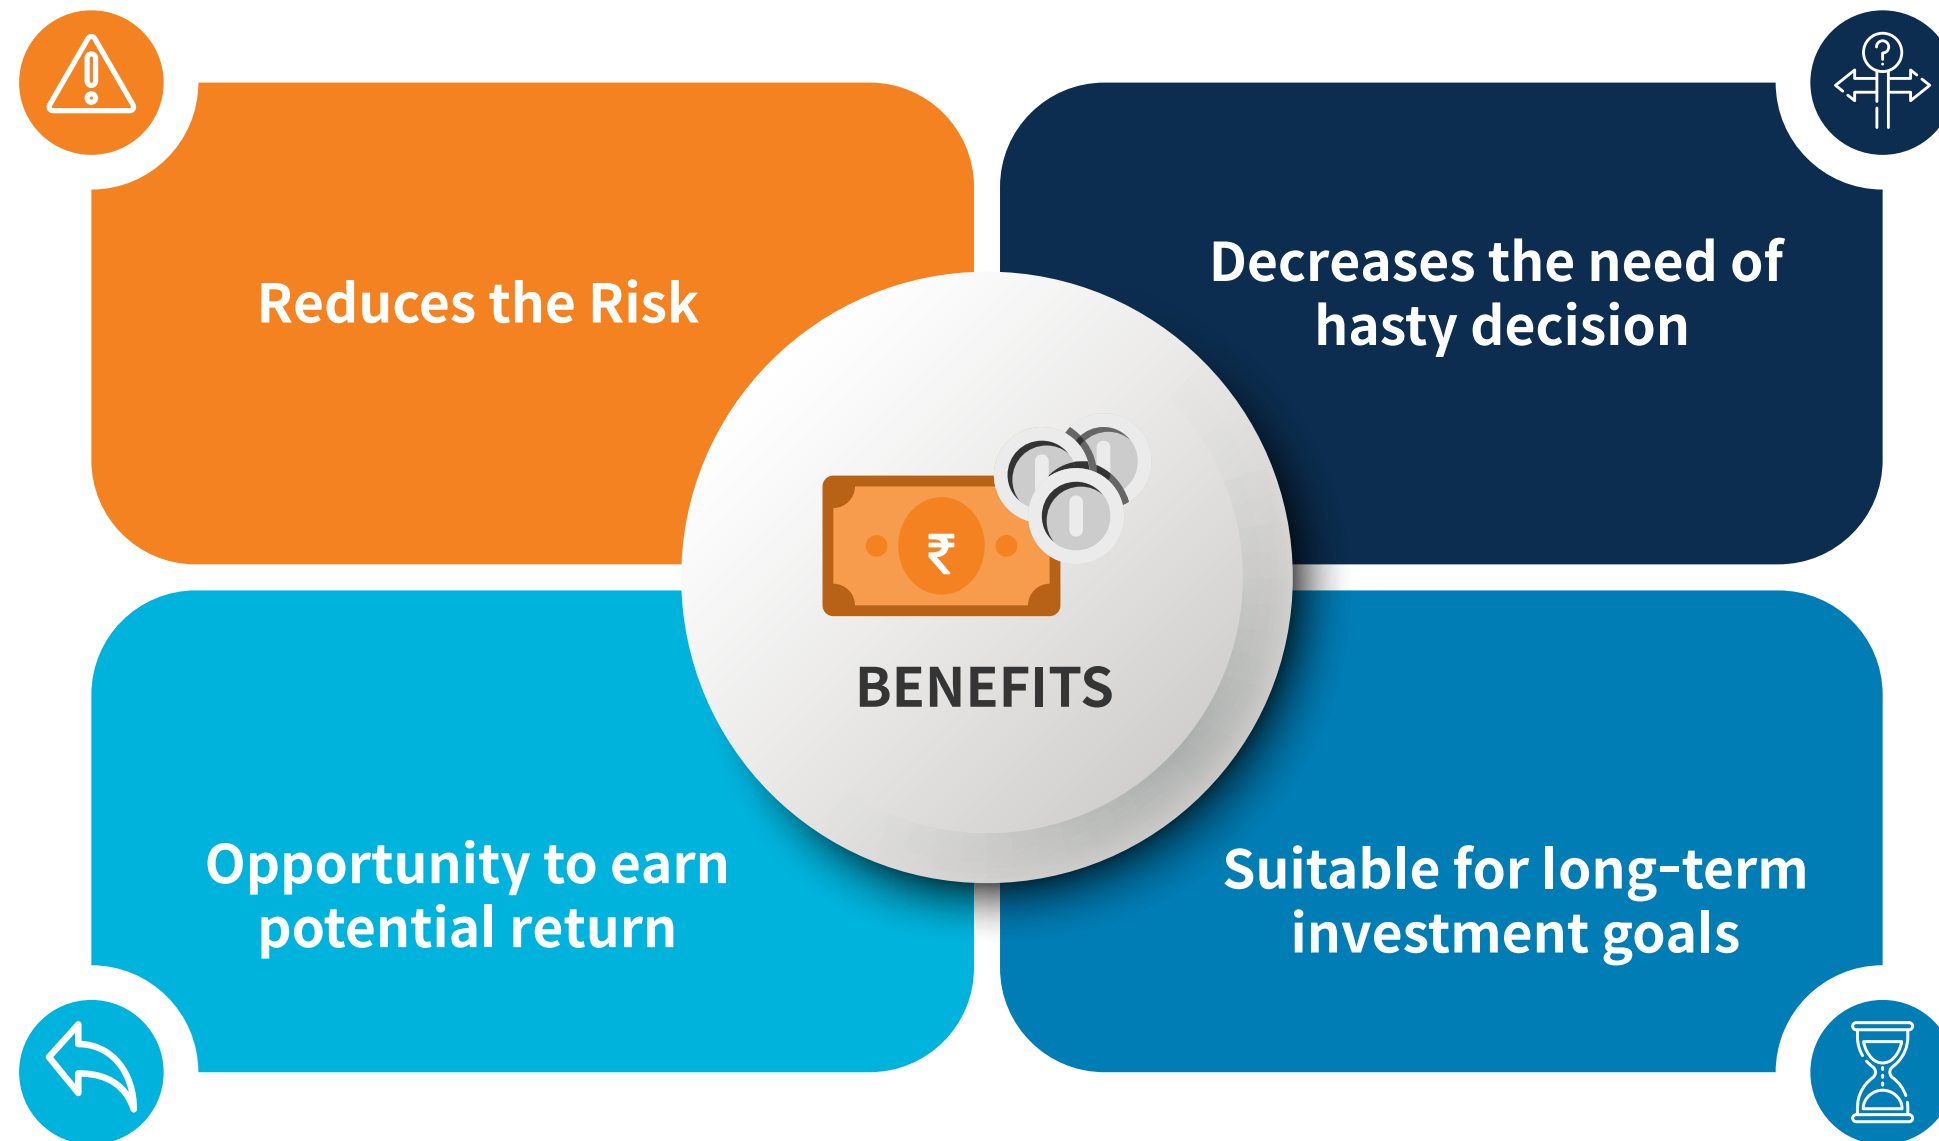 Reduces the Risk
Decreases the need of
hasty decision
₹
BENEFITS
Opportunity to earn
potential return
Suitable for long-term
investment goals